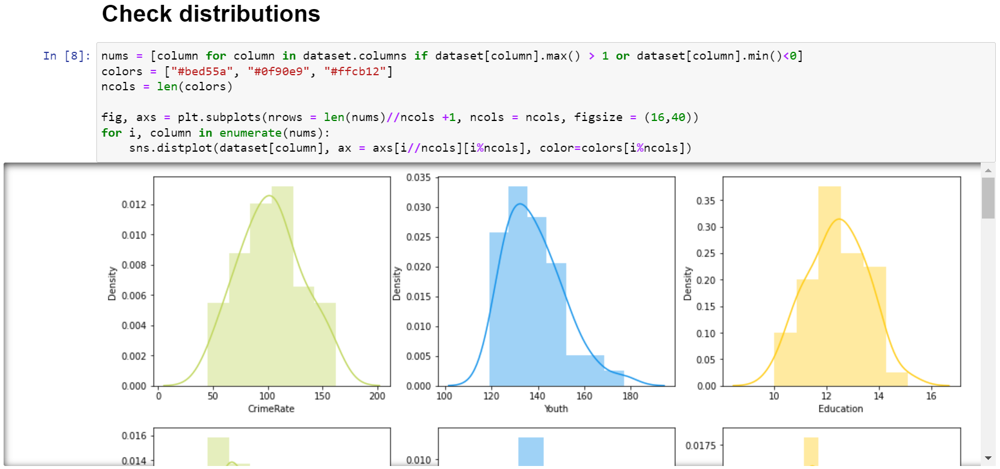 Check distributions
In [8]:
nums = [column for column in dataset.columns if dataset[column].max() > 1 or dataset[column].min()<0]
colors = ["#bed55a", "#0f90e9", "#ffcb12"]
ncols = len(colors)
fig, axs = plt.subplots(nrows = len(nums)//ncols +1, ncols = ncols, figsize = (16,40))
for i, column in enumerate(nums):
    sns.distplot(dataset[column], ax = axs[i//ncols][i%ncols], color=colors[i%ncols])
0.012
0.010
0.008
0.006
0.004
0.002
0.000
Density
0 50 100 150 200
CrimeRate
0.035
0.030
0.025
0.020
0.015
0.010
0.005
0.000
Density
100 120 140 160 180
Youth
0.35
0.30
0.25
0.20
0.15
0.10
0.05
0.00
Density
10 12 14 16
Education
0.016
0.014
0.010
0.0175